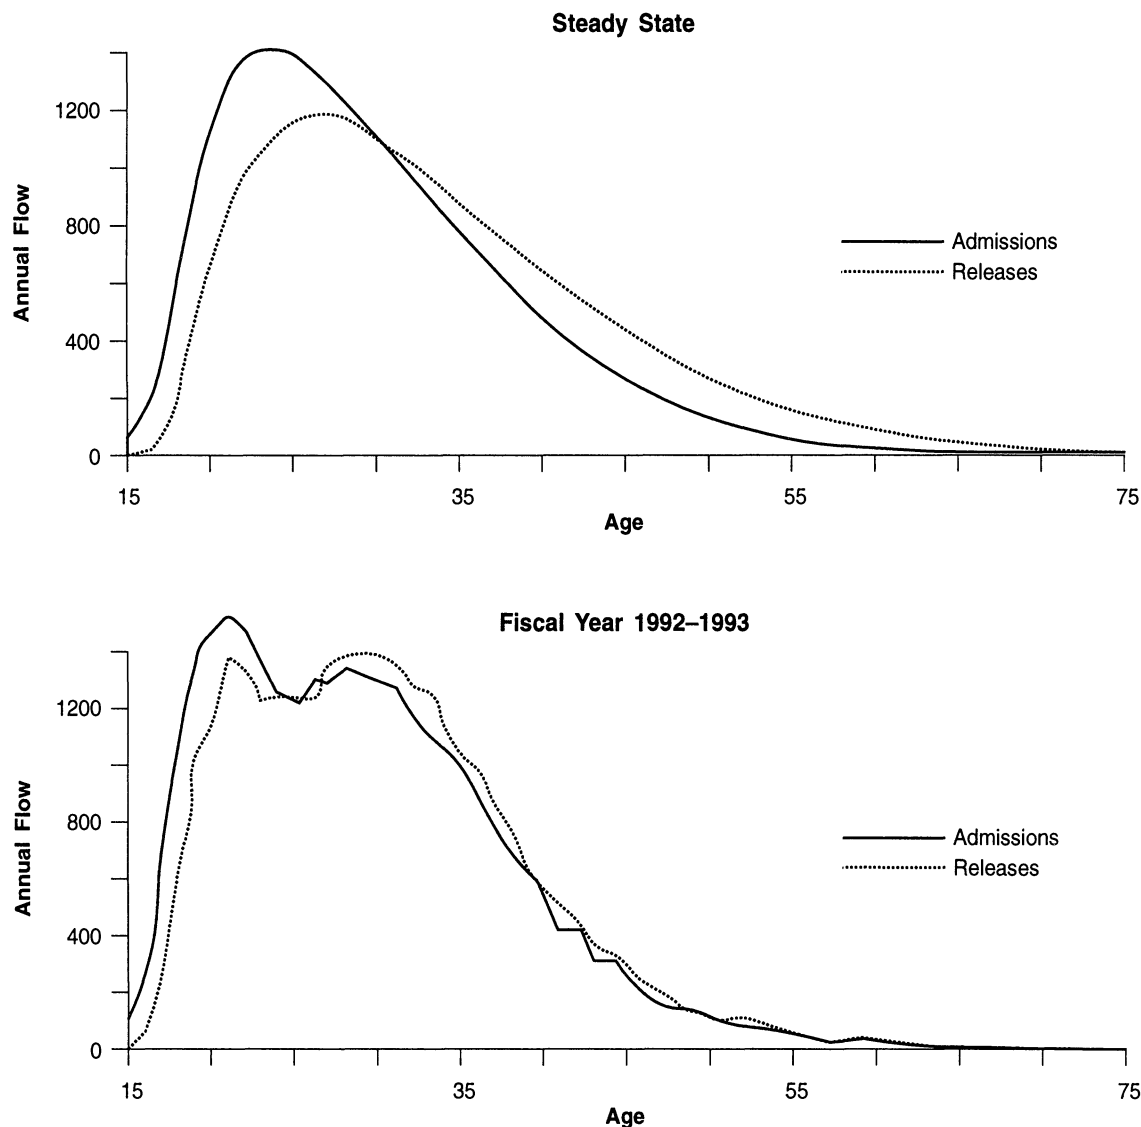 Steady State
1200
800
400
0
Annual Flow
Admissions
Releases
15 35 55 75
Age
Fiscal Year 1992–1993
1200
800
400
0
Annual Flow
Admissions
Releases
15 35 55 75
Age